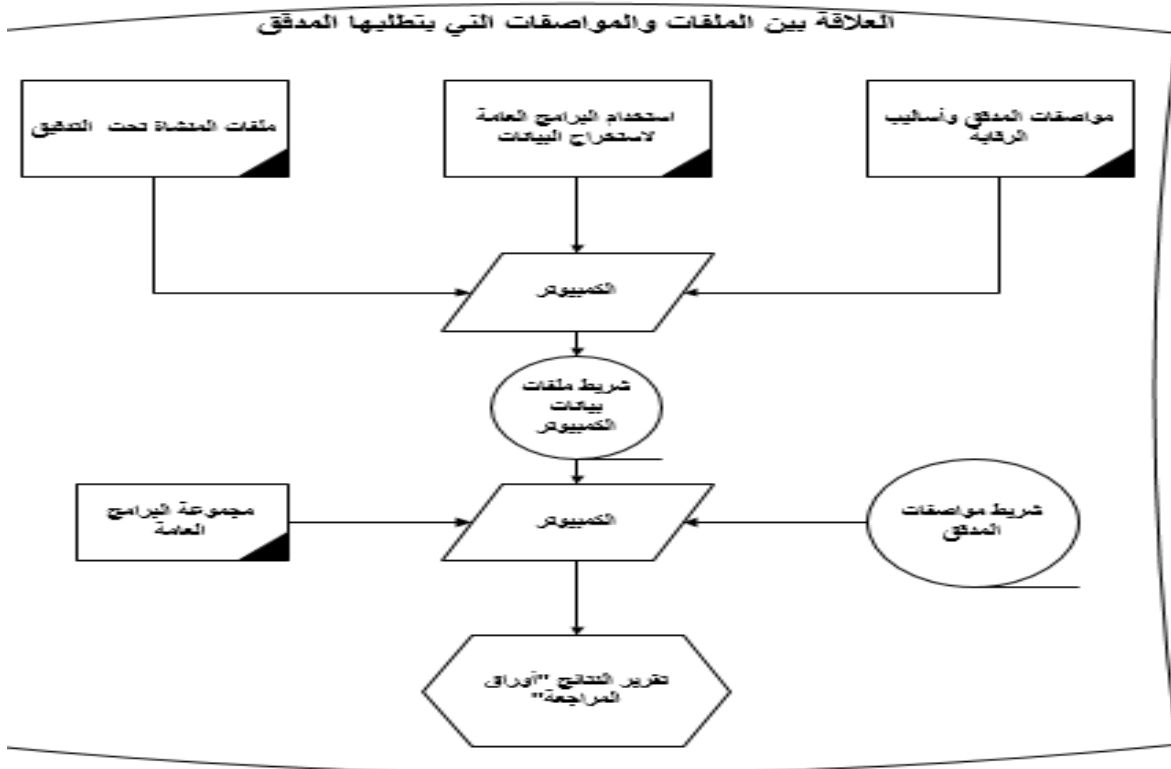 العلاقة بين الملفات والمواصفات التي يتطلبها المدقق
مواصفات المدقق وأساليب
الرقابة
استخدام البرامج العامة
لاستخراج البيانات
ملفات المنشاة تحت التدقيق
الكمبيوتر
شريط ملفات
بيانات
الكمبيوتر
شريط مواصفات
المدقق
الكمبيوتر
مجموعة البرامج
العامة
تقرير النتائج "أوراق
المراجعة"